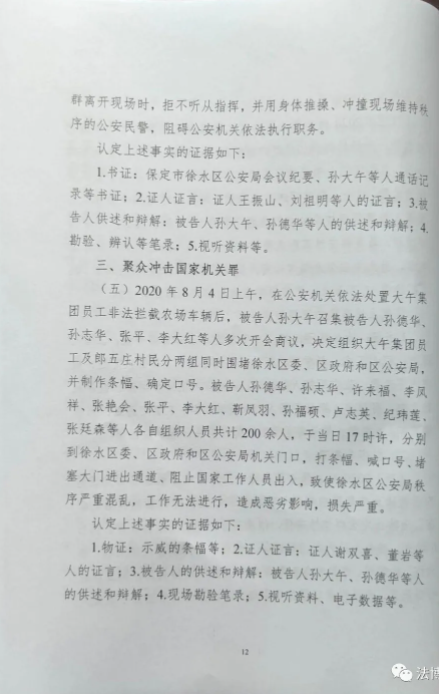 群离开现场时，拒不听从指挥，并用身体推搡、冲撞现场维持秩
序的公安民警，阻碍公安机关依法执行职务。
认定上述事实的证据如下：
1.书证：保定市徐水区公安局会议纪要、孙大午等人通话记
录等书证；2.证人证言：证人王振山、刘祖明等人的证言；3.被
告人供述和辩解：被告人孙大午、孙德华等人的供述和辩解；4.
勘验、辨认等笔录；5.视听资料等。
三、聚众冲击国家机关罪
（五）2020 年 8 月 4 日上午，在公安机关依法处置大午集
团员工非法拦截农场车辆后，被告人孙大午召集被告人孙德华、
孙志华、张平、李大红等人多次开会商议，决定组织大午集团员
工及郎五庄村民分两组同时围堵徐水区委、区政府和区公安局，
并制作条幅、确定口号。被告人孙德华、孙志华、许来福、李凤
祥、张艳会、张平、李大红、靳凤羽、孙福硕、卢志英、纪玮莲、
张廷森等人各自组织人员共计 200 余人，于当日 17 时许，分别
到徐水区委、区政府和区公安机关门口，打条幅、喊口号、堵
塞大门进出通道、阻止国家工作人员出入，致使徐水区公安局秩
序严重混乱，工作无法进行，造成恶劣影响，损失严重。
认定上述事实的证据如下：
1.物证：示威的条幅等；2.证人证言：证人谢双喜、董岩等
人的证言；3.被告人的供述和辩解：被告人孙大午、孙德华等人
的供述和辩解；4.现场勘验笔录；5.视听资料、电子数据等。
12
法博